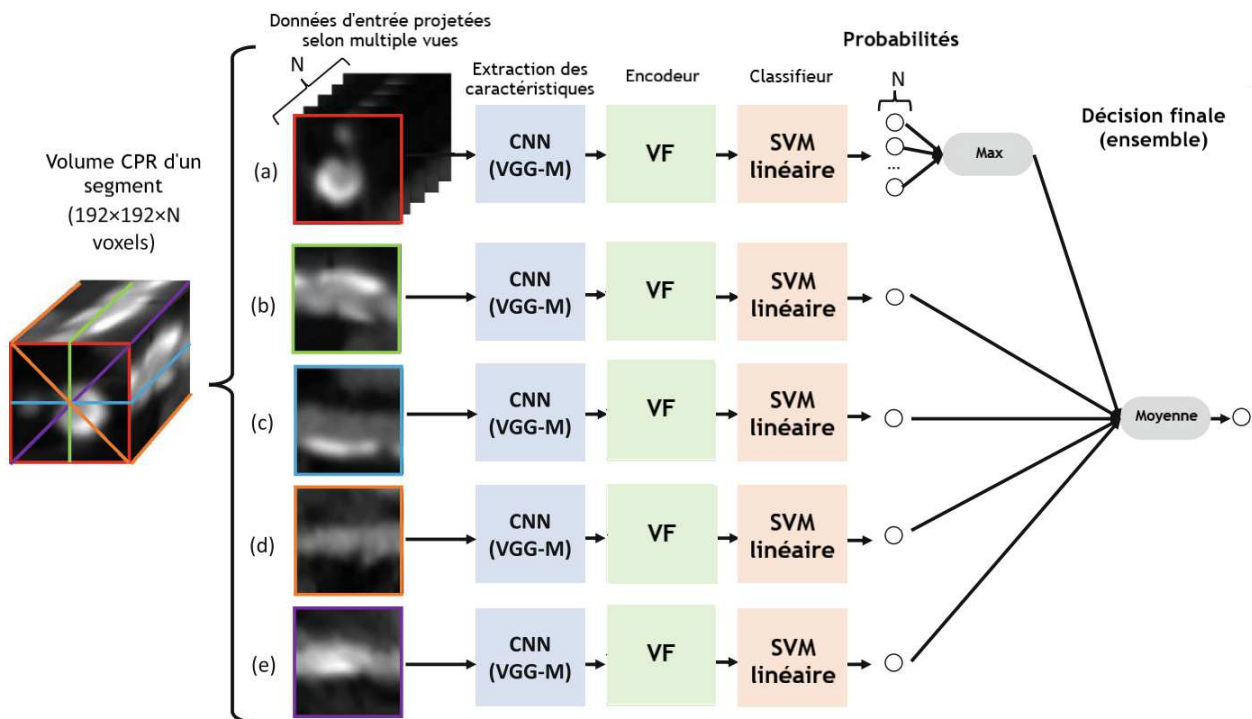 Données d'entrée projetées
selon multiple vues
N
Volume CPR d'un
segment
(192×192×N
voxels)
Extraction des
caractéristiques
Encodeur
Classifieur
Probabilités
N
Décision finale
(ensemble)
(a)
CNN
(VGG-M)
VF
SVM
linéaire
...
Max
(b)
CNN
(VGG-M)
VF
SVM
linéaire
(c)
CNN
(VGG-M)
VF
SVM
linéaire
Moyenne
(d)
CNN
(VGG-M)
VF
SVM
linéaire
(e)
CNN
(VGG-M)
VF
SVM
linéaire